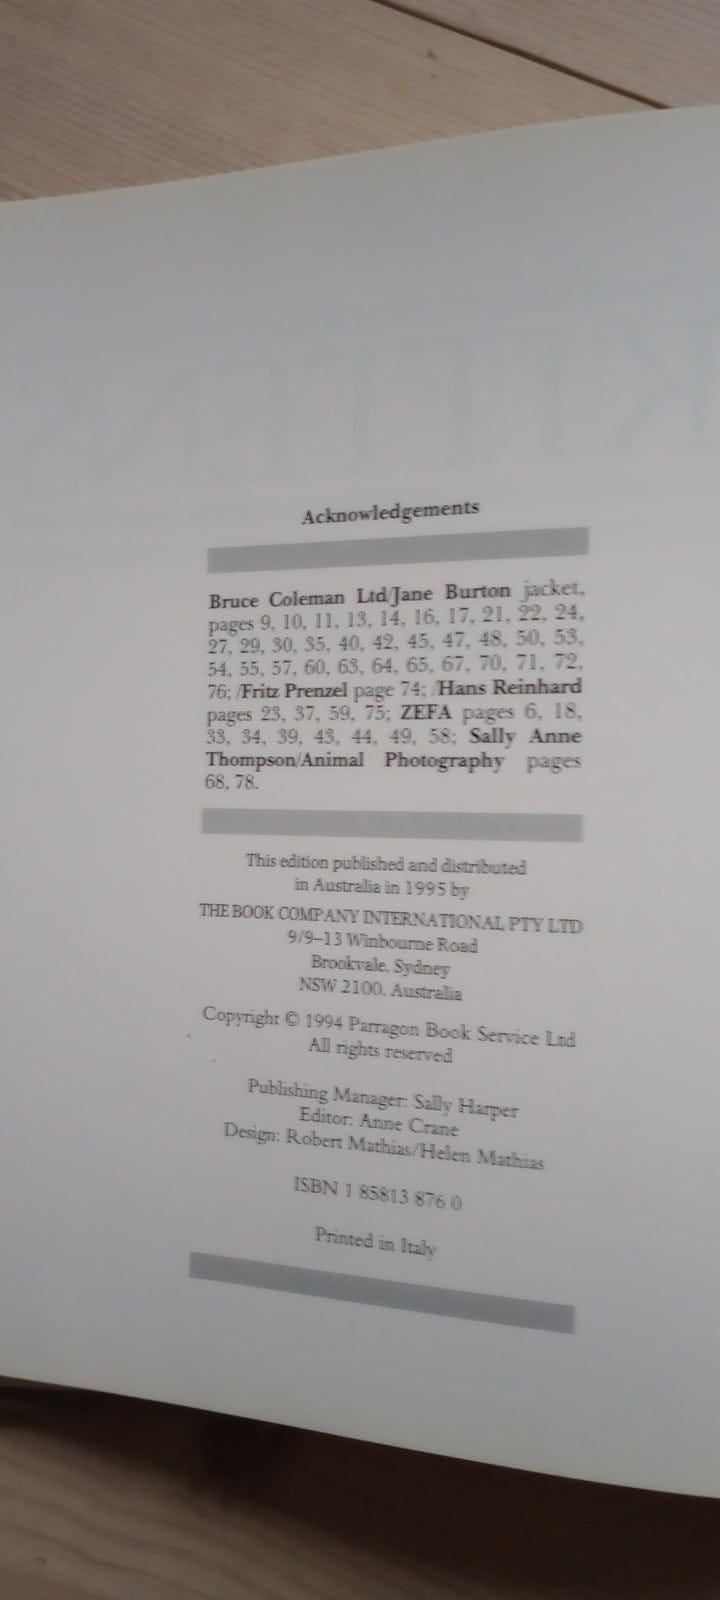 KITTENS
Acknowledgements
Bruce Coleman Ltd/Jane Burton jacket,
pages 9, 10, 11, 13, 14, 16, 17, 21, 22, 24,
27, 29, 30, 35, 40, 42, 45, 47, 48, 50, 53,
54, 55, 57, 60, 63, 64, 65, 67, 70, 71, 72,
76; /Fritz Prenzel page 74; /Hans Reinhard
pages 23, 37, 59, 75; ZEFA pages 6, 18,
33, 34, 39, 43, 44, 49, 58; Sally Anne
Thompson/Animal Photography pages
68, 78.
This edition published and distributed
in Australia in 1995 by
THE BOOK COMPANY INTERNATIONAL PTY LTD
9/9–13 Winbourne Road
Brookvale, Sydney
NSW 2100, Australia
Copyright © 1994 Parragon Book Service Ltd
All rights reserved
Publishing Manager: Sally Harper
Editor: Anne Crane
Design: Robert Mathias/Helen Mathias
ISBN 1 85813 876 0
Printed in Italy